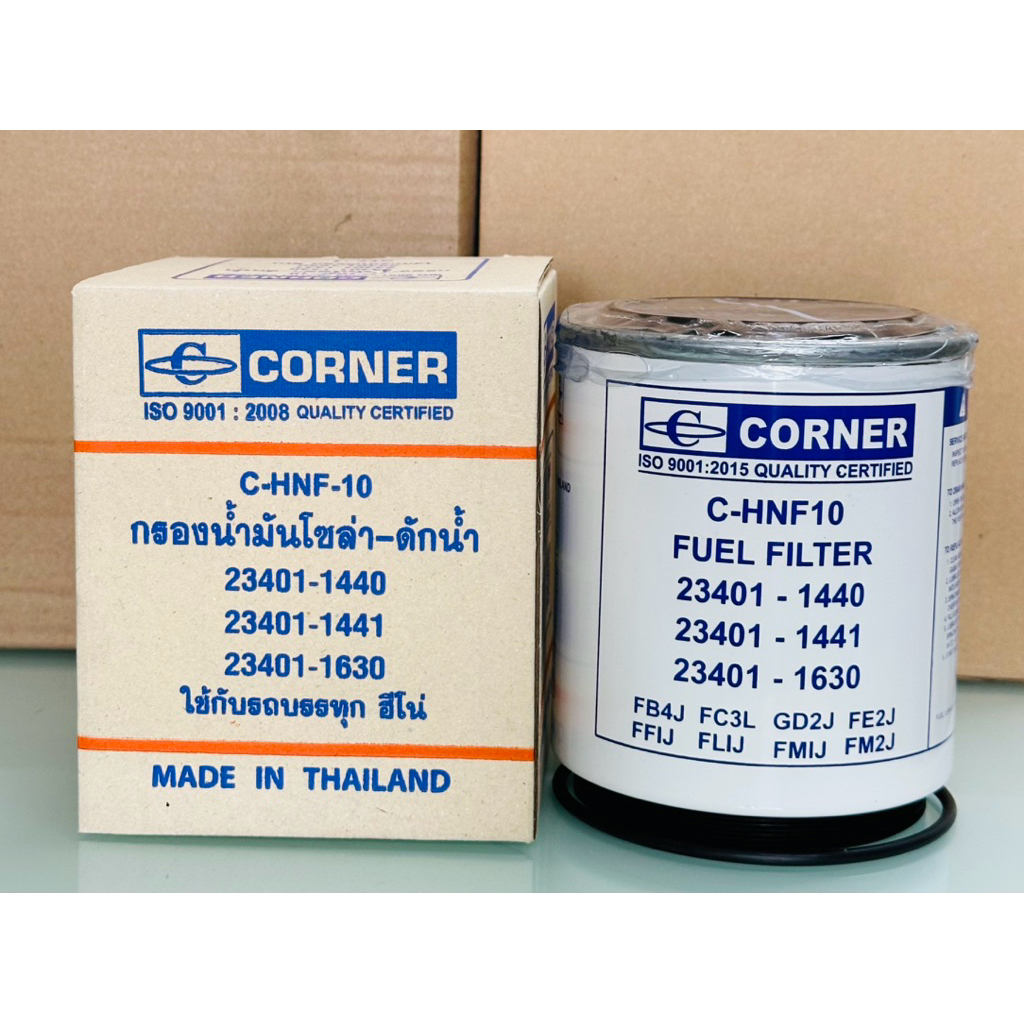 C CORNER
ISO 9001 : 2008 QUALITY CERTIFIED
C-HNF-10
กรองน้ำมันโซล่า-ดักน้ำ
23401-1440
23401-1441
23401-1630
ใช้กับรถบรรทุก ฮีโน่
MADE IN THAILAND
C CORNER
ISO 9001:2015 QUALITY CERTIFIED
C-HNF10
FUEL FILTER
23401 - 1440
23401 - 1441
23401 - 1630
FB4J FC3L GD2J FE2J
FFIJ FLIJ FMIJ FM2J